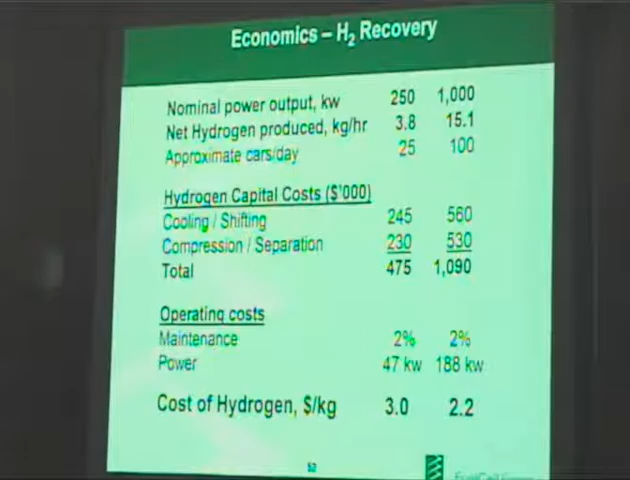 Economics – H₂ Recovery
Nominal power output, kw 250 1,000
Net Hydrogen produced, kg/hr 3.8 15.1
Approximate cars/day 25 100
Hydrogen Capital Costs ($'000)
Cooling / Shifting 245 560
Compression / Separation 230 530
Total 475 1,090
Operating costs
Maintenance 2% 2%
Power 47 kw 188 kw
Cost of Hydrogen, $/kg 3.0 2.2